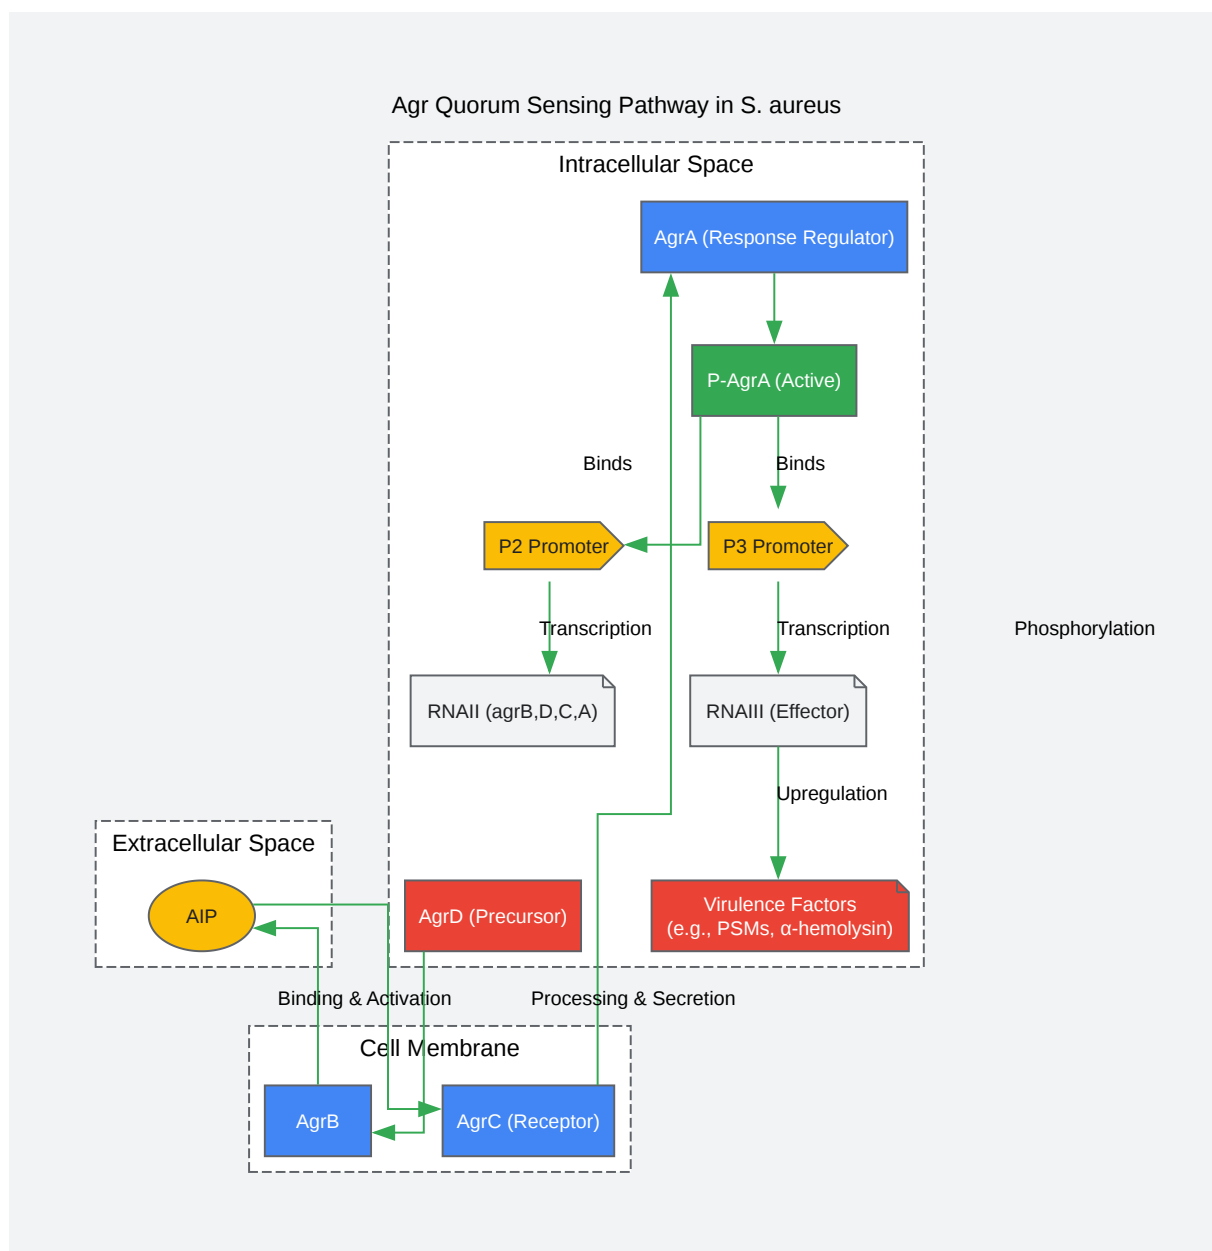 Agr Quorum Sensing Pathway in S. aureus
Intracellular Space
AgrA (Response Regulator)
P-AgrA (Active)
Binds
Binds
P2 Promoter
P3 Promoter
Transcription
Transcription
Phosphorylation
RNAII (agrB,D,C,A)
RNAIII (Effector)
Upregulation
Extracellular Space
AIP
AgrD (Precursor)
Virulence Factors
(e.g., PSMs, α-hemolysin)
Binding & Activation
Processing & Secretion
Cell Membrane
AgrB
AgrC (Receptor)